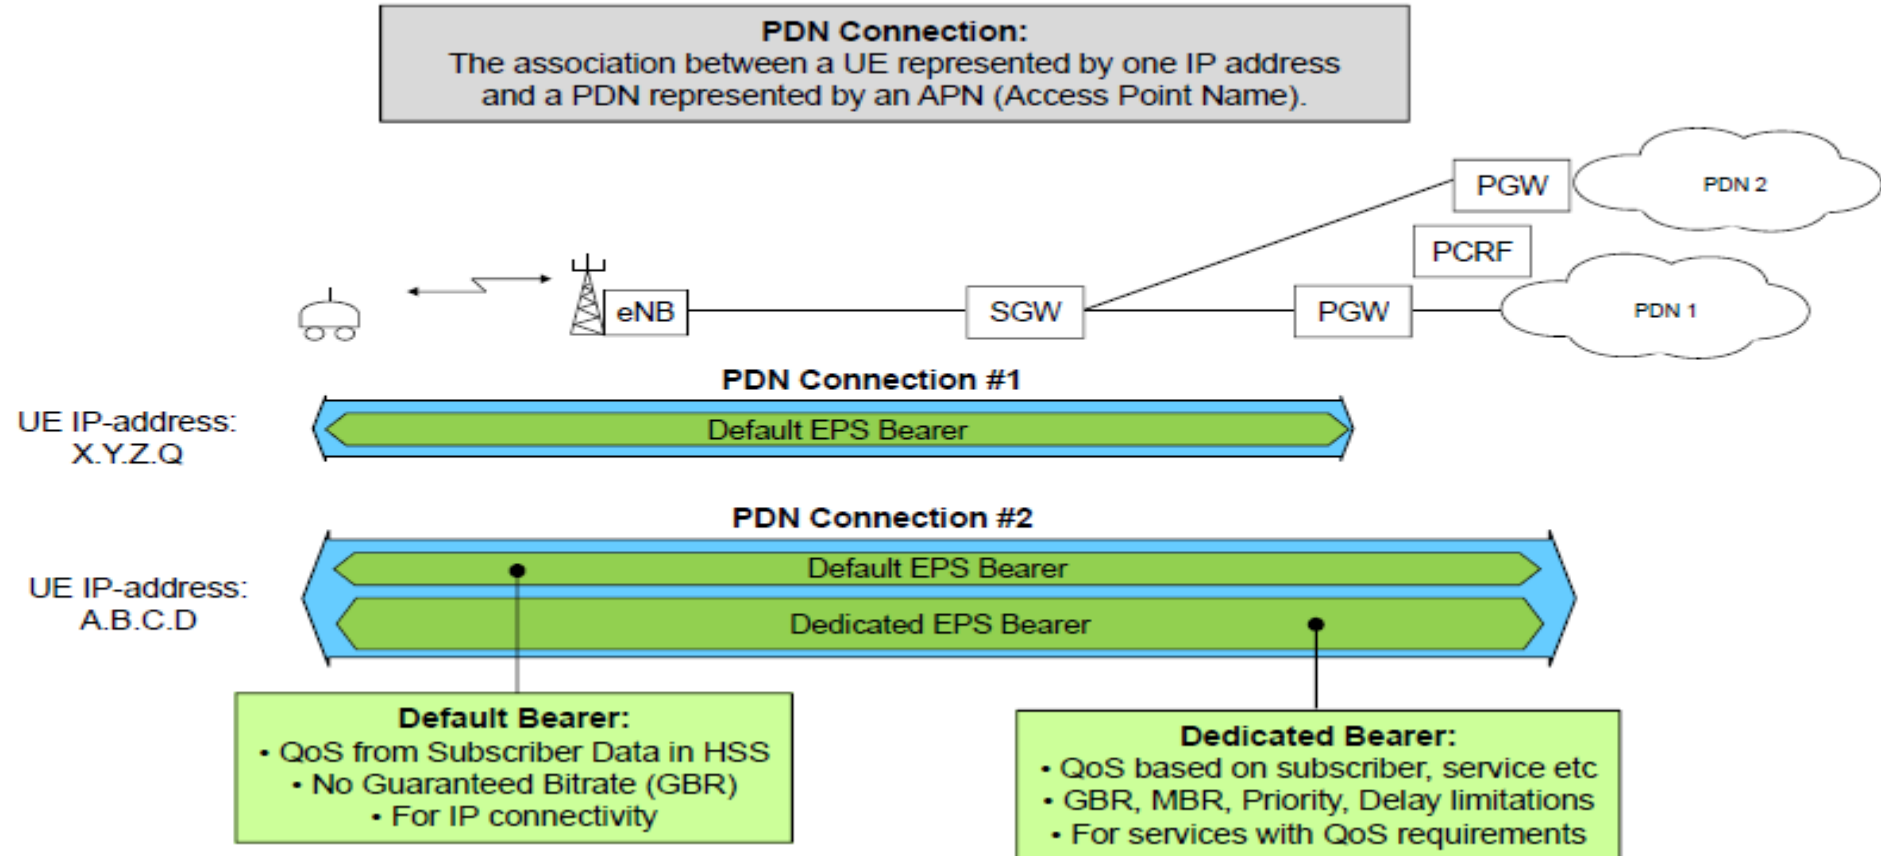 PDN Connection:
The association between a UE represented by one IP address
and a PDN represented by an APN (Access Point Name).
PGW
PDN 2
PCRF
eNB
SGW
PGW
PDN 1
PDN Connection #1
UE IP-address:
X.Y.Z.Q
Default EPS Bearer
PDN Connection #2
UE IP-address:
A.B.C.D
Default EPS Bearer
Dedicated EPS Bearer
Default Bearer:
• QoS from Subscriber Data in HSS
• No Guaranteed Bitrate (GBR)
• For IP connectivity
Dedicated Bearer:
• QoS based on subscriber, service etc
• GBR, MBR, Priority, Delay limitations
• For services with QoS requirements